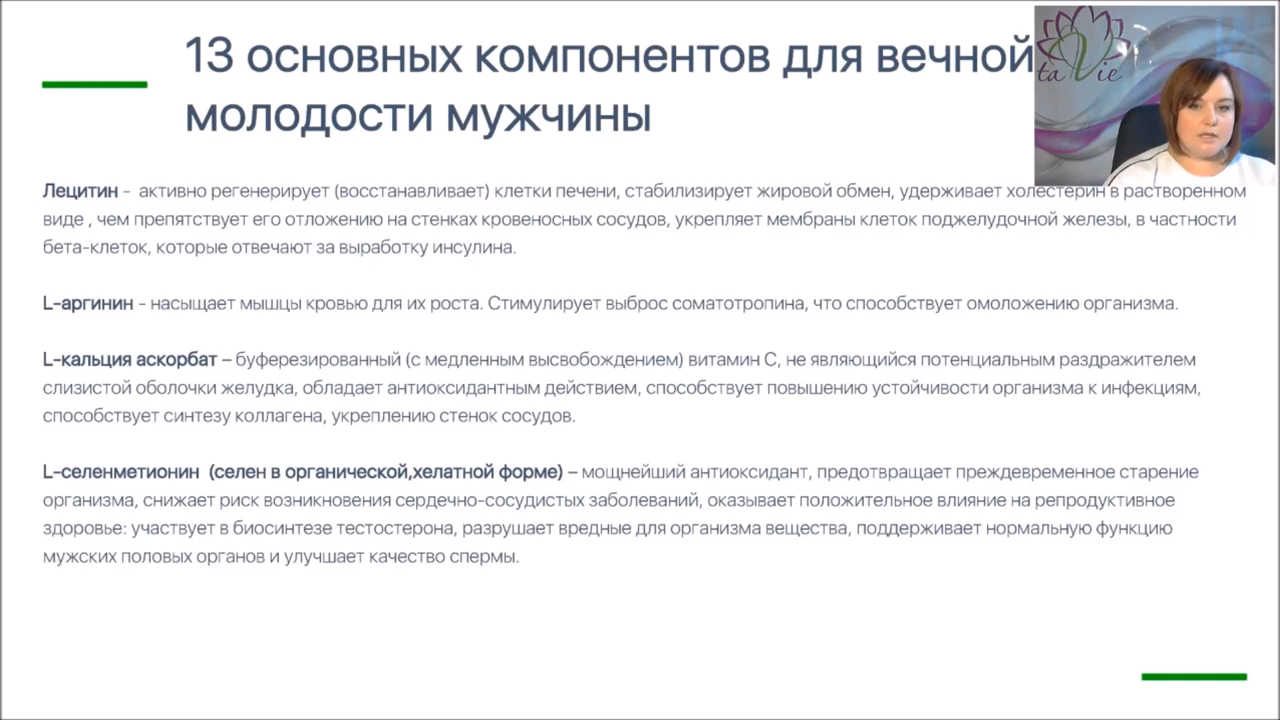 13 основных компонентов для вечной
молодости мужчины
ta Vie
Лецитин - активно регенерирует (восстанавливает) клетки печени, стабилизирует жировой обмен, удерживает холестерин в растворенном
виде , чем препятствует его отложению на стенках кровеносных сосудов, укрепляет мембраны клеток поджелудочной железы, в частности
бета-клеток, которые отвечают за выработку инсулина.
L-аргинин - насыщает мышцы кровью для их роста. Стимулирует выброс соматотропина, что способствует омоложению организма.
L-кальция аскорбат – буферезированный (с медленным высвобождением) витамин С, не являющийся потенциальным раздражителем
слизистой оболочки желудка, обладает антиоксидантным действием, способствует повышению устойчивости организма к инфекциям,
способствует синтезу коллагена, укреплению стенок сосудов.
L-селенметионин (селен в органической,хелатной форме) – мощнейший антиоксидант, предотвращает преждевременное старение
организма, снижает риск возникновения сердечно-сосудистых заболеваний, оказывает положительное влияние на репродуктивное
здоровье: участвует в биосинтезе тестостерона, разрушает вредные для организма вещества, поддерживает нормальную функцию
мужских половых органов и улучшает качество спермы.